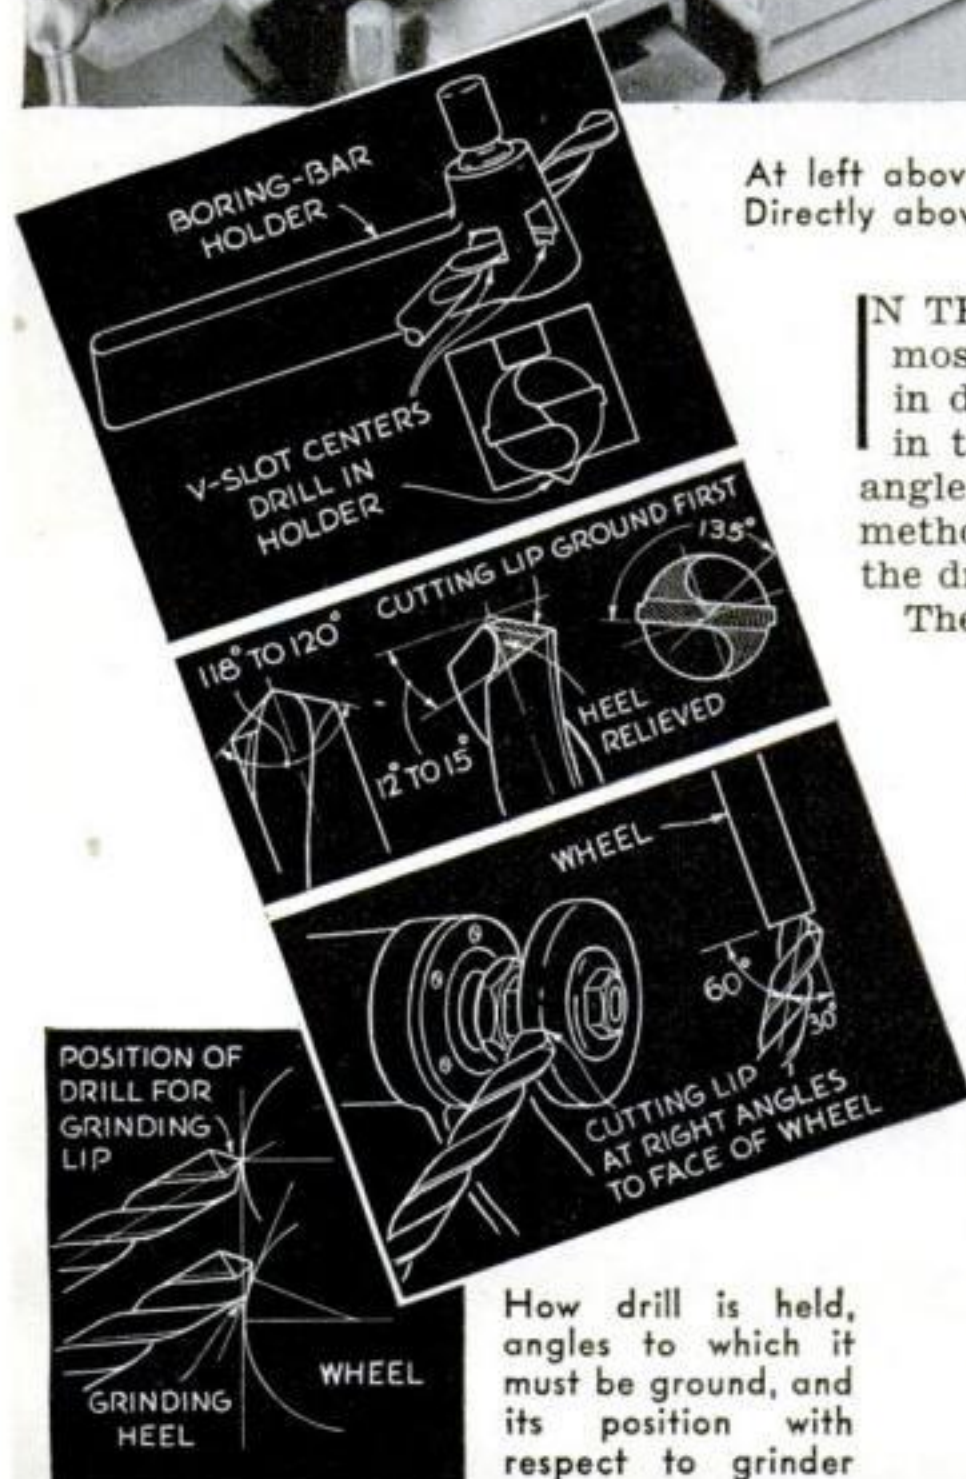 At left abov
Directly abov
BORING-BAR
HOLDER
V-SLOT CENTERS
DRILL IN
HOLDER
IN TH
mos
in d
in t
angle
metho
the dr
The
118° TO 120°
CUTTING LIP GROUND FIRST
135°
12° TO 15°
HEEL
RELIEVED
WHEEL
60°
30°
CUTTING LIP
AT RIGHT ANGLES
TO FACE OF WHEEL
POSITION OF
DRILL FOR
GRINDING
LIP
GRINDING
HEEL
WHEEL
How drill is held,
angles to which it
must be ground, and
its position with
respect to grinder